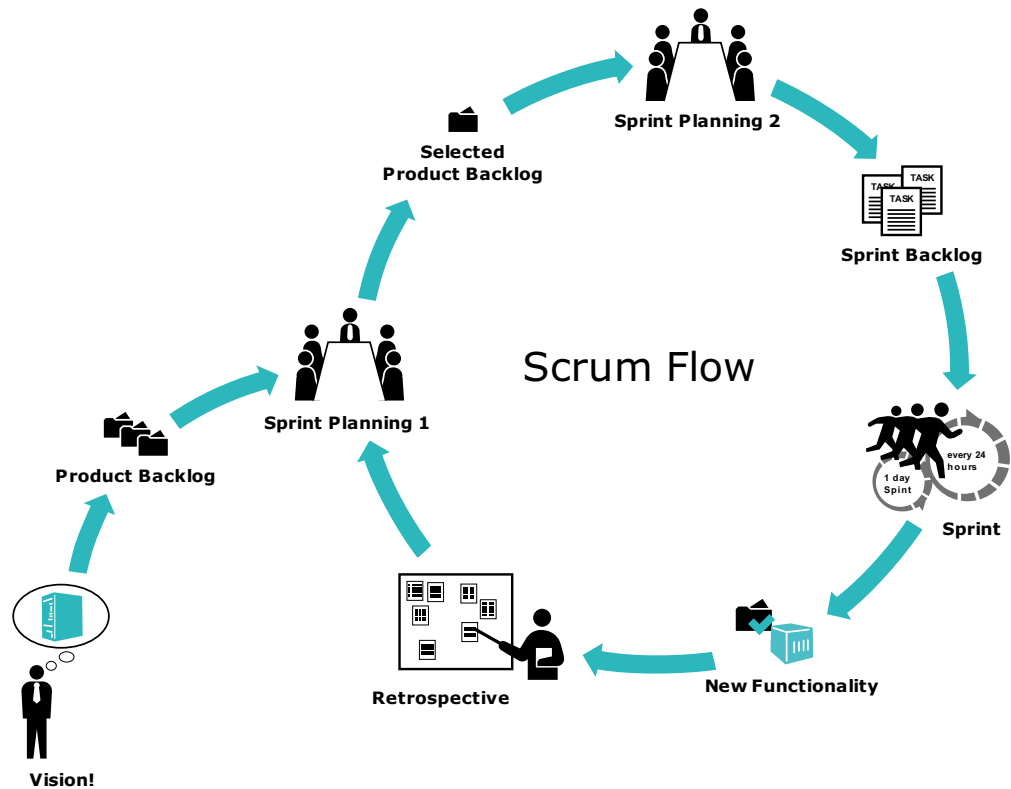 Sprint Planning 2
Selected
Product Backlog
TASK
TASK
TASK
Sprint Backlog
Scrum Flow
Sprint Planning 1
Product Backlog
every 24
hours
1 day
Spint
Sprint
New Functionality
Retrospective
Vision!